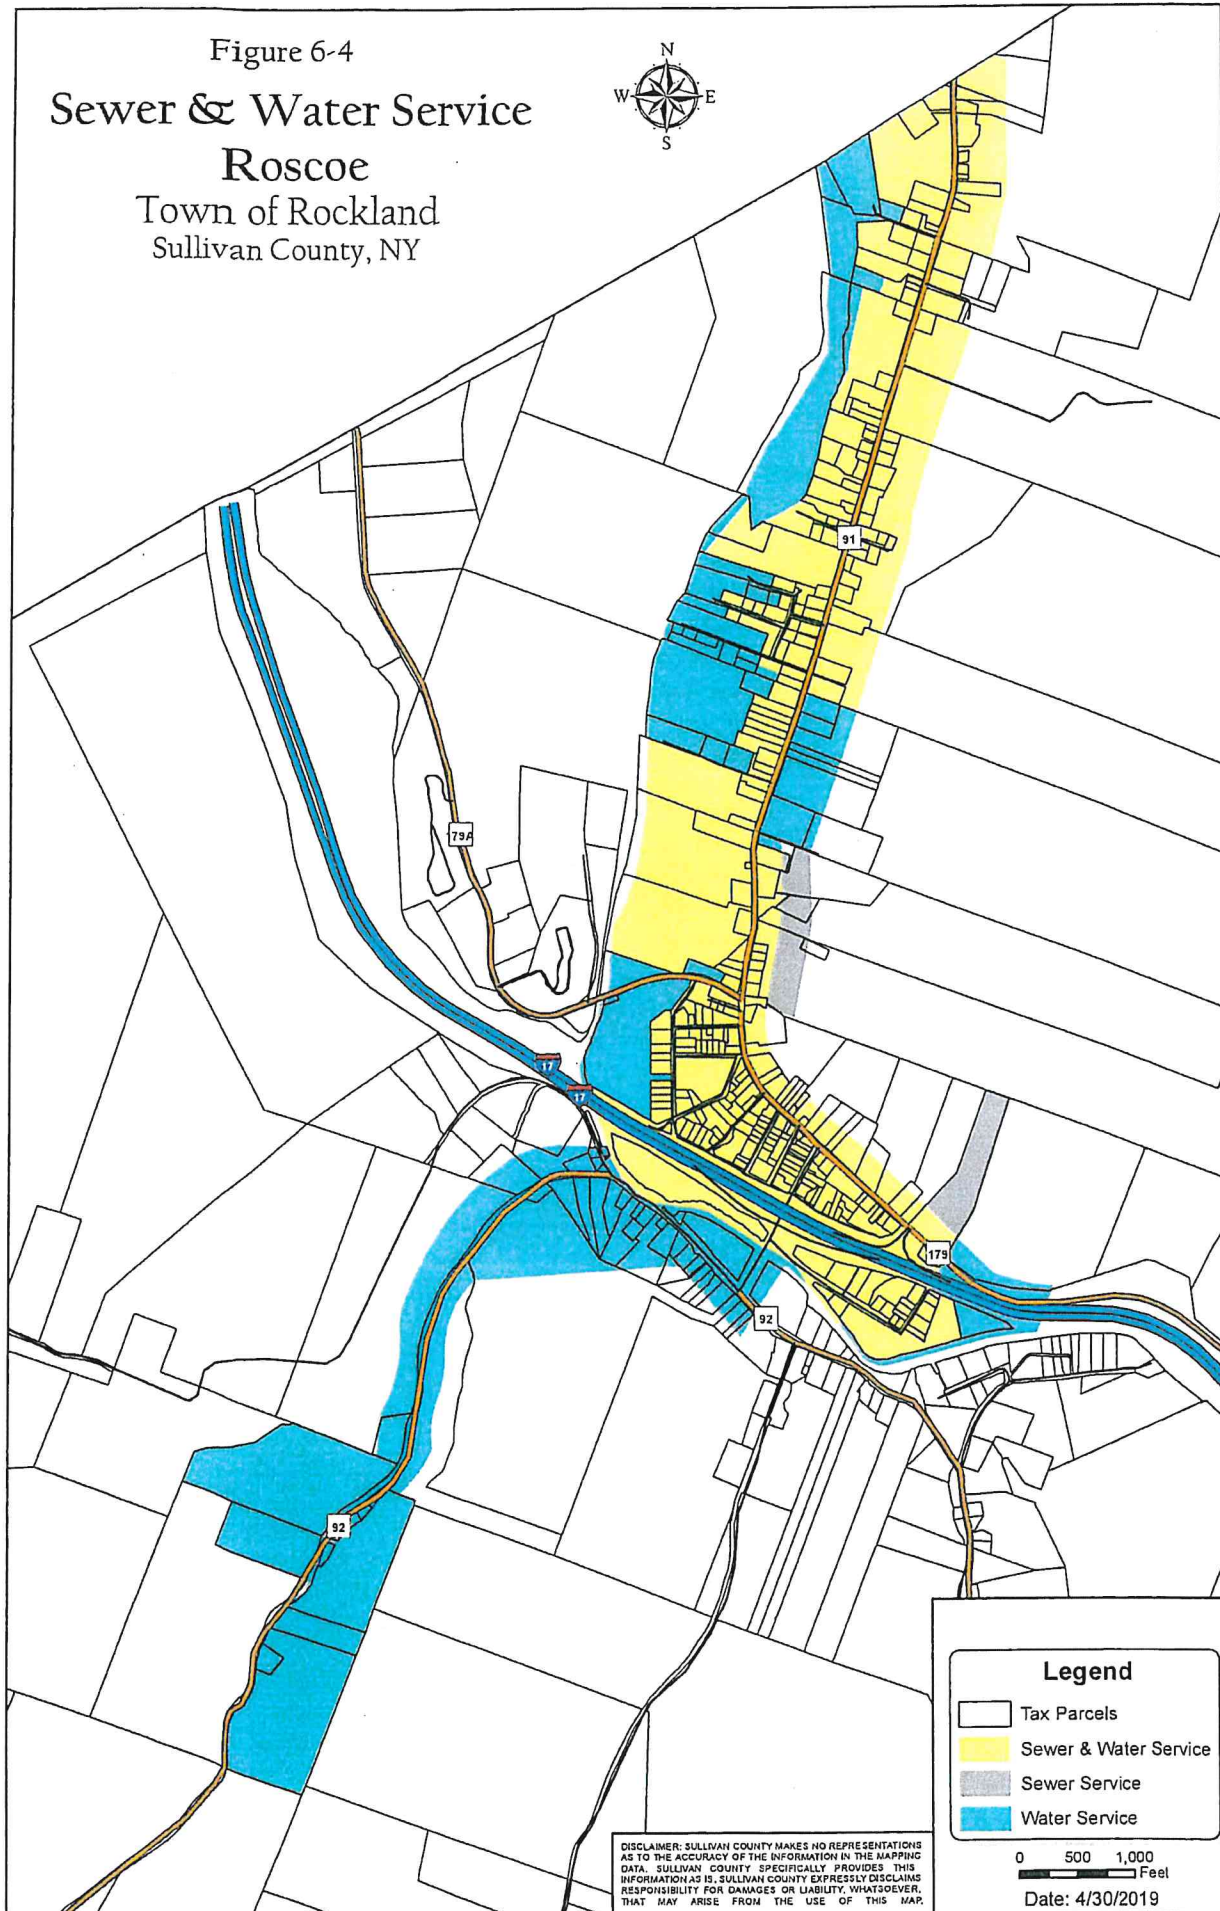 Figure 6-4
Sewer & Water Service
Roscoe
Town of Rockland
Sullivan County, NY
N
W E
S
91
79A
17
17
179
92
92
Legend
Tax Parcels
Sewer & Water Service
Sewer Service
Water Service
0 500 1,000
Feet
Date: 4/30/2019
DISCLAIMER: SULLIVAN COUNTY MAKES NO REPRESENTATIONS
AS TO THE ACCURACY OF THE INFORMATION IN THE MAPPING
DATA. SULLIVAN COUNTY SPECIFICALLY PROVIDES THIS
INFORMATION AS IS. SULLIVAN COUNTY EXPRESSLY DISCLAIMS
RESPONSIBILITY FOR DAMAGES OR LIABILITY, WHATSOEVER,
THAT MAY ARISE FROM THE USE OF THIS MAP.